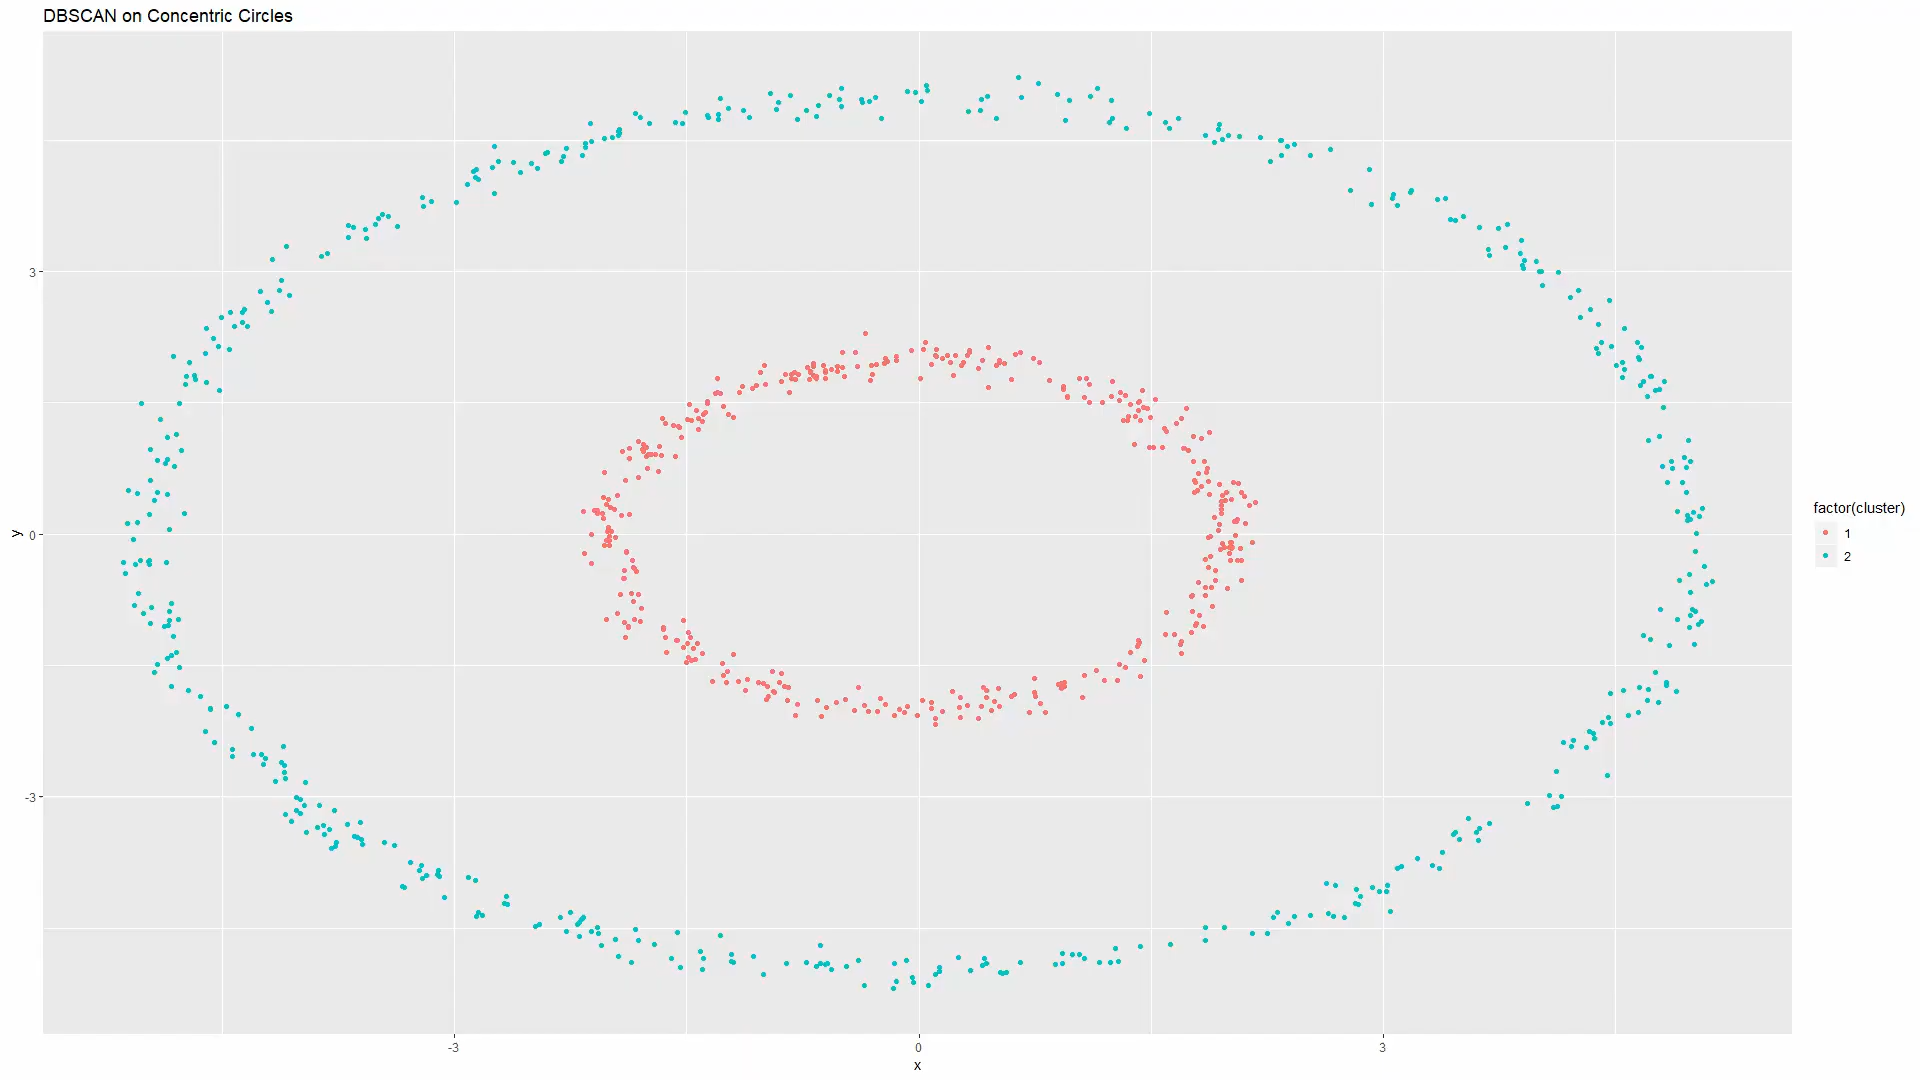 DBSCAN on Concentric Circles
y
3
0
-3
-3
0
3
x
factor(cluster)
1
2